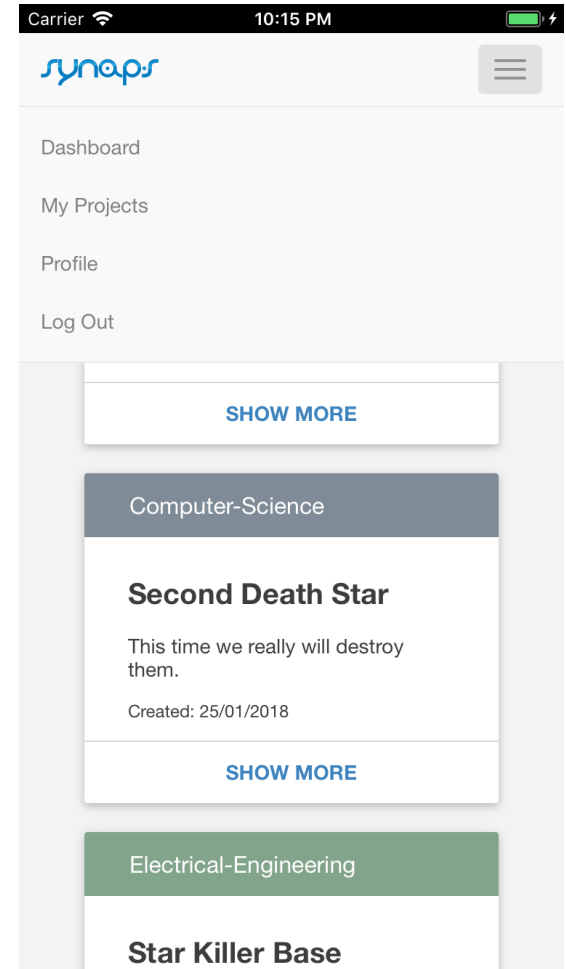 Carrier 10:15 PM
synaps
Dashboard
My Projects
Profile
Log Out
SHOW MORE
Computer-Science
Second Death Star
This time we really will destroy
them.
Created: 25/01/2018
SHOW MORE
Electrical-Engineering
Star Killer Base